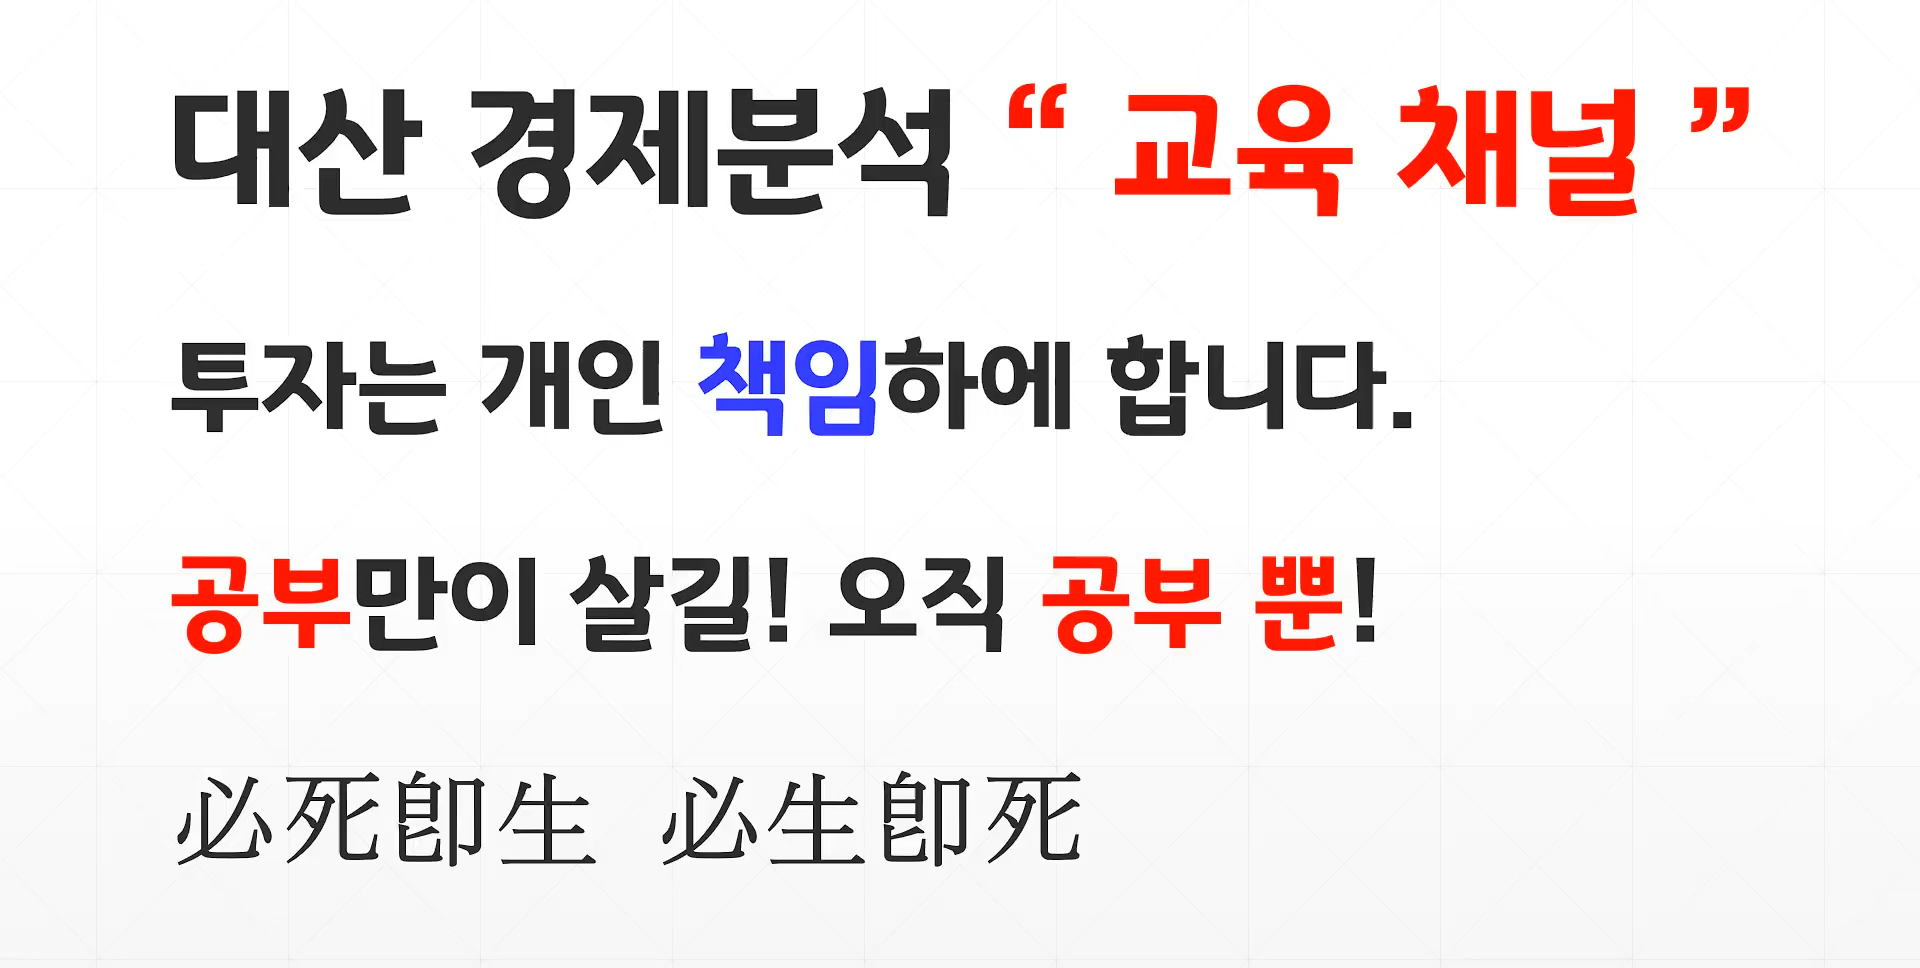 대산 경제분석 “ 교육 채널 ”
투자는 개인 책임하에 합니다.
공부만이 살길! 오직 공부 뿐!
必死卽生 必生卽死